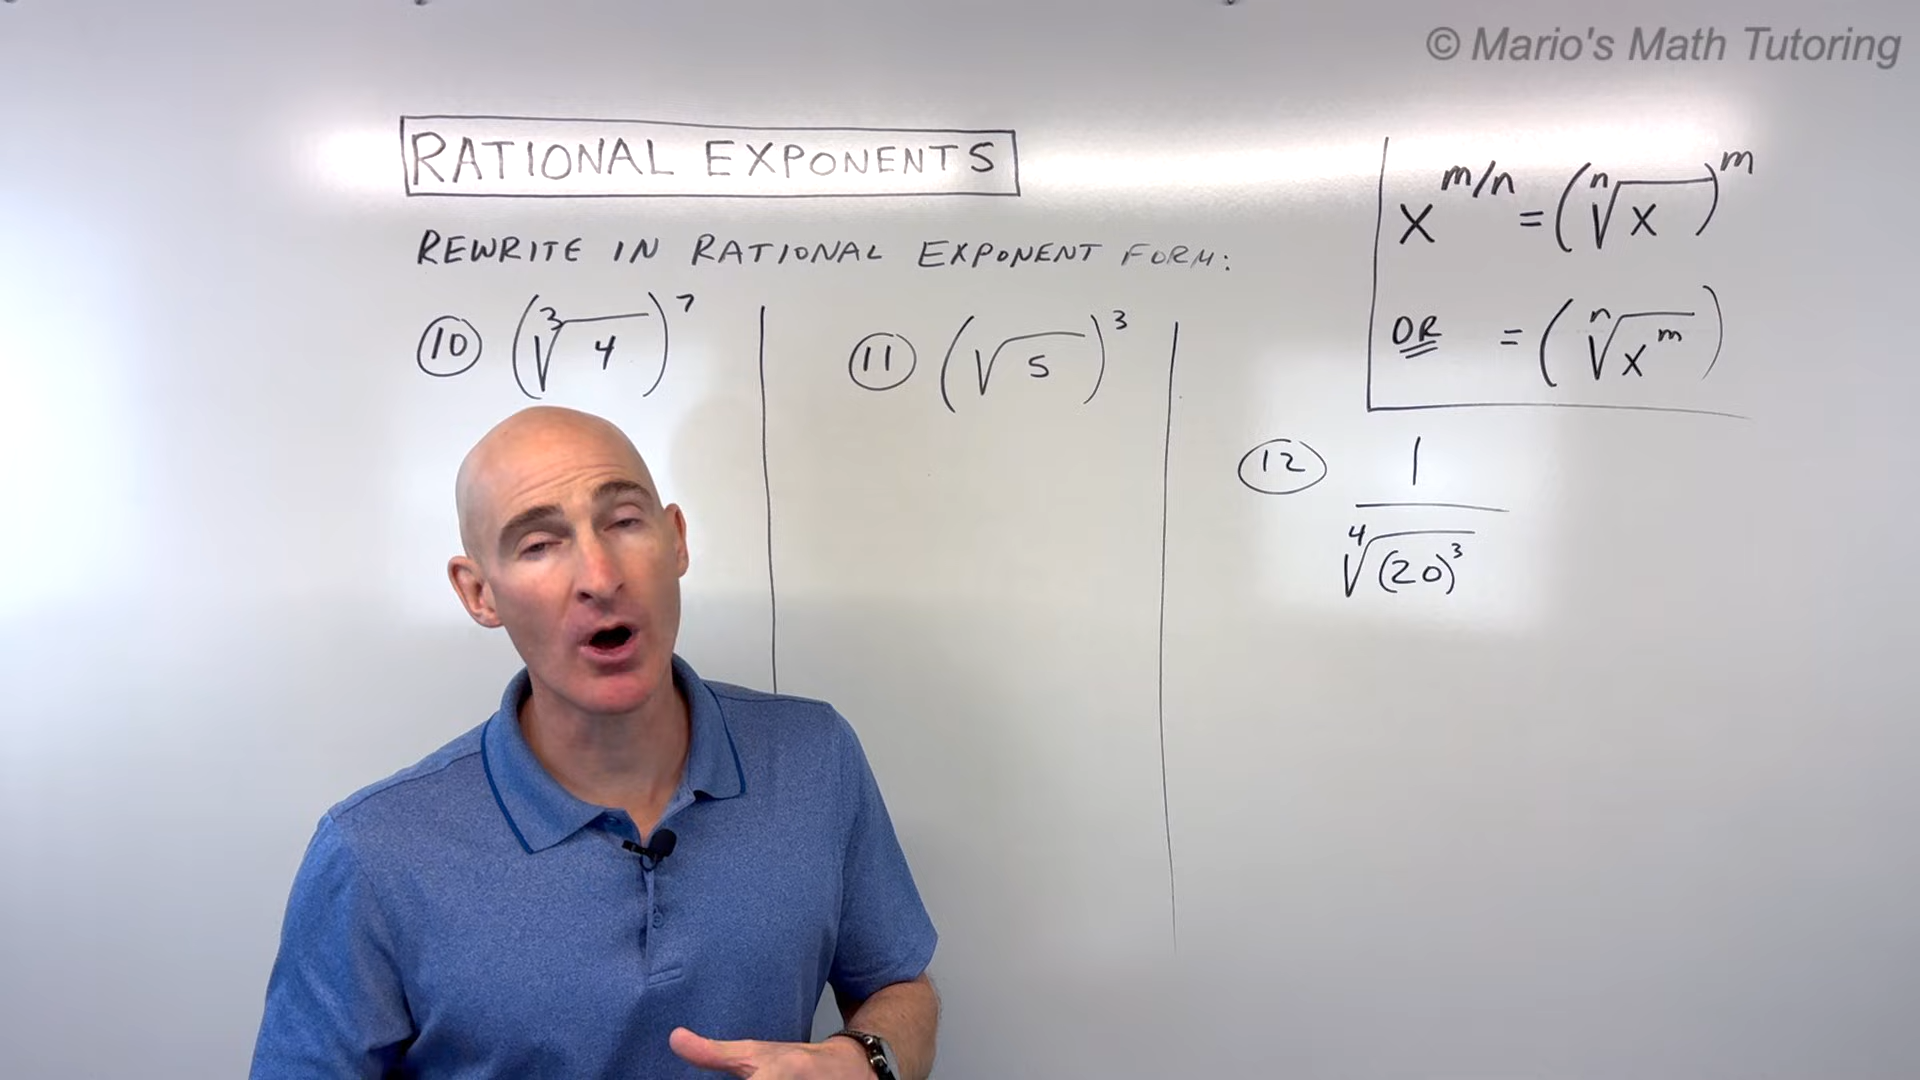 © Mario's Math Tutoring
RATIONAL EXPONENTS
REWRITE IN RATIONAL EXPONENT FORM:
10 (∛4)^7
11 (√5)^3
x^{m/n} = (ⁿ√x)^m
OR = (ⁿ√x^m)
12 1 / ⁴√(20)^3